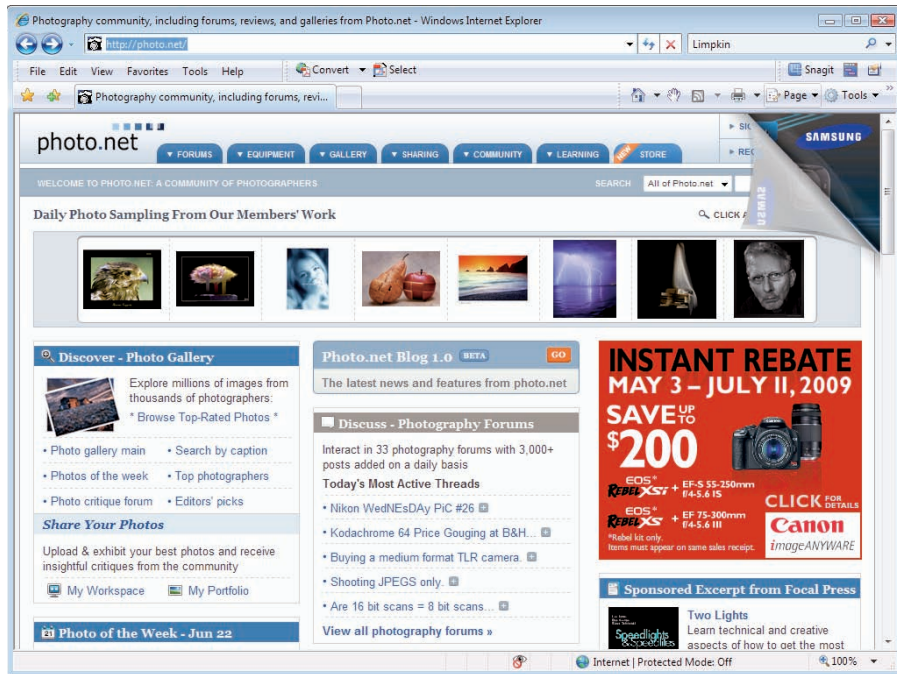 Photography community, including forums, reviews, and galleries from Photo.net - Windows Internet Explorer
http://photo.net/
Limpkin
File Edit View Favorites Tools Help
Convert Select
Snagit
Photography community, including forums, revi...
Page Tools
photo.net
FORUMS EQUIPMENT GALLERY SHARING COMMUNITY LEARNING NEW STORE
SAMSUNG
WELCOME TO PHOTO.NET: A COMMUNITY OF PHOTOGRAPHERS
SEARCH All of Photo.net
SAMSU
Daily Photo Sampling From Our Members' Work
CLICK
Discover - Photo Gallery
Explore millions of images from
thousands of photographers:
* Browse Top-Rated Photos *
• Photo gallery main • Search by caption
• Photos of the week • Top photographers
• Photo critique forum • Editors' picks
Share Your Photos
Upload & exhibit your best photos and receive
insightful critiques from the community
My Workspace My Portfolio
Photo of the Week - Jun 22
Photo.net Blog 1.0 BETA GO
The latest news and features from photo.net
Discuss - Photography Forums
Interact in 33 photography forums with 3,000+
posts added on a daily basis
Today's Most Active Threads
• Nikon WedNEsDAy PiC #26
• Kodachrome 64 Price Gouging at B&H...
• Buying a medium format TLR camera.
• Shooting JPEGS only.
• Are 16 bit scans = 8 bit scans...
View all photography forums »
INSTANT REBATE
MAY 3 – JULY 11, 2009
SAVE UP TO
$200
EOS*
REBEL XSi + EF-S 55-250mm
f/4-5.6 IS
EOS*
REBEL XS + EF 75-300mm
f/4-5.6 III
*Rebel kit only.
Items must appear on same sales receipt.
CLICK FOR DETAILS
Canon
imageANYWARE
Sponsored Excerpt from Focal Press
Speedlights
& Speedlites
Two Lights
Learn technical and creative
aspects of how to get the most
Internet | Protected Mode: Off
100%